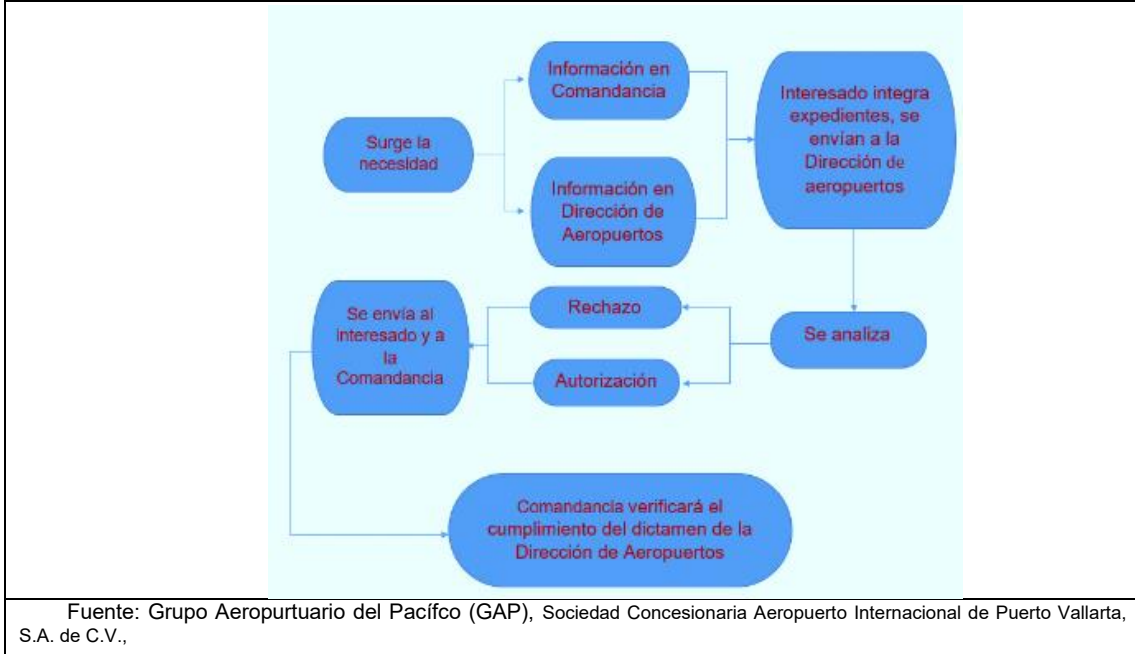 Surge la
necesidad
Información en
Comandancia
Información en
Dirección de
Aeropuertos
Interesado integra
expedientes, se
envían a la
Dirección de
aeropuertos
Se analiza
Rechazo
Autorización
Se envía al
interesado y a
la
Comandancia
Comandancia verificará el
cumplimiento del dictamen de la
Dirección de Aeropuertos
Fuente: Grupo Aeropurtuario del Pacífco (GAP), Sociedad Concesionaria Aeropuerto Internacional de Puerto Vallarta,
S.A. de C.V.,